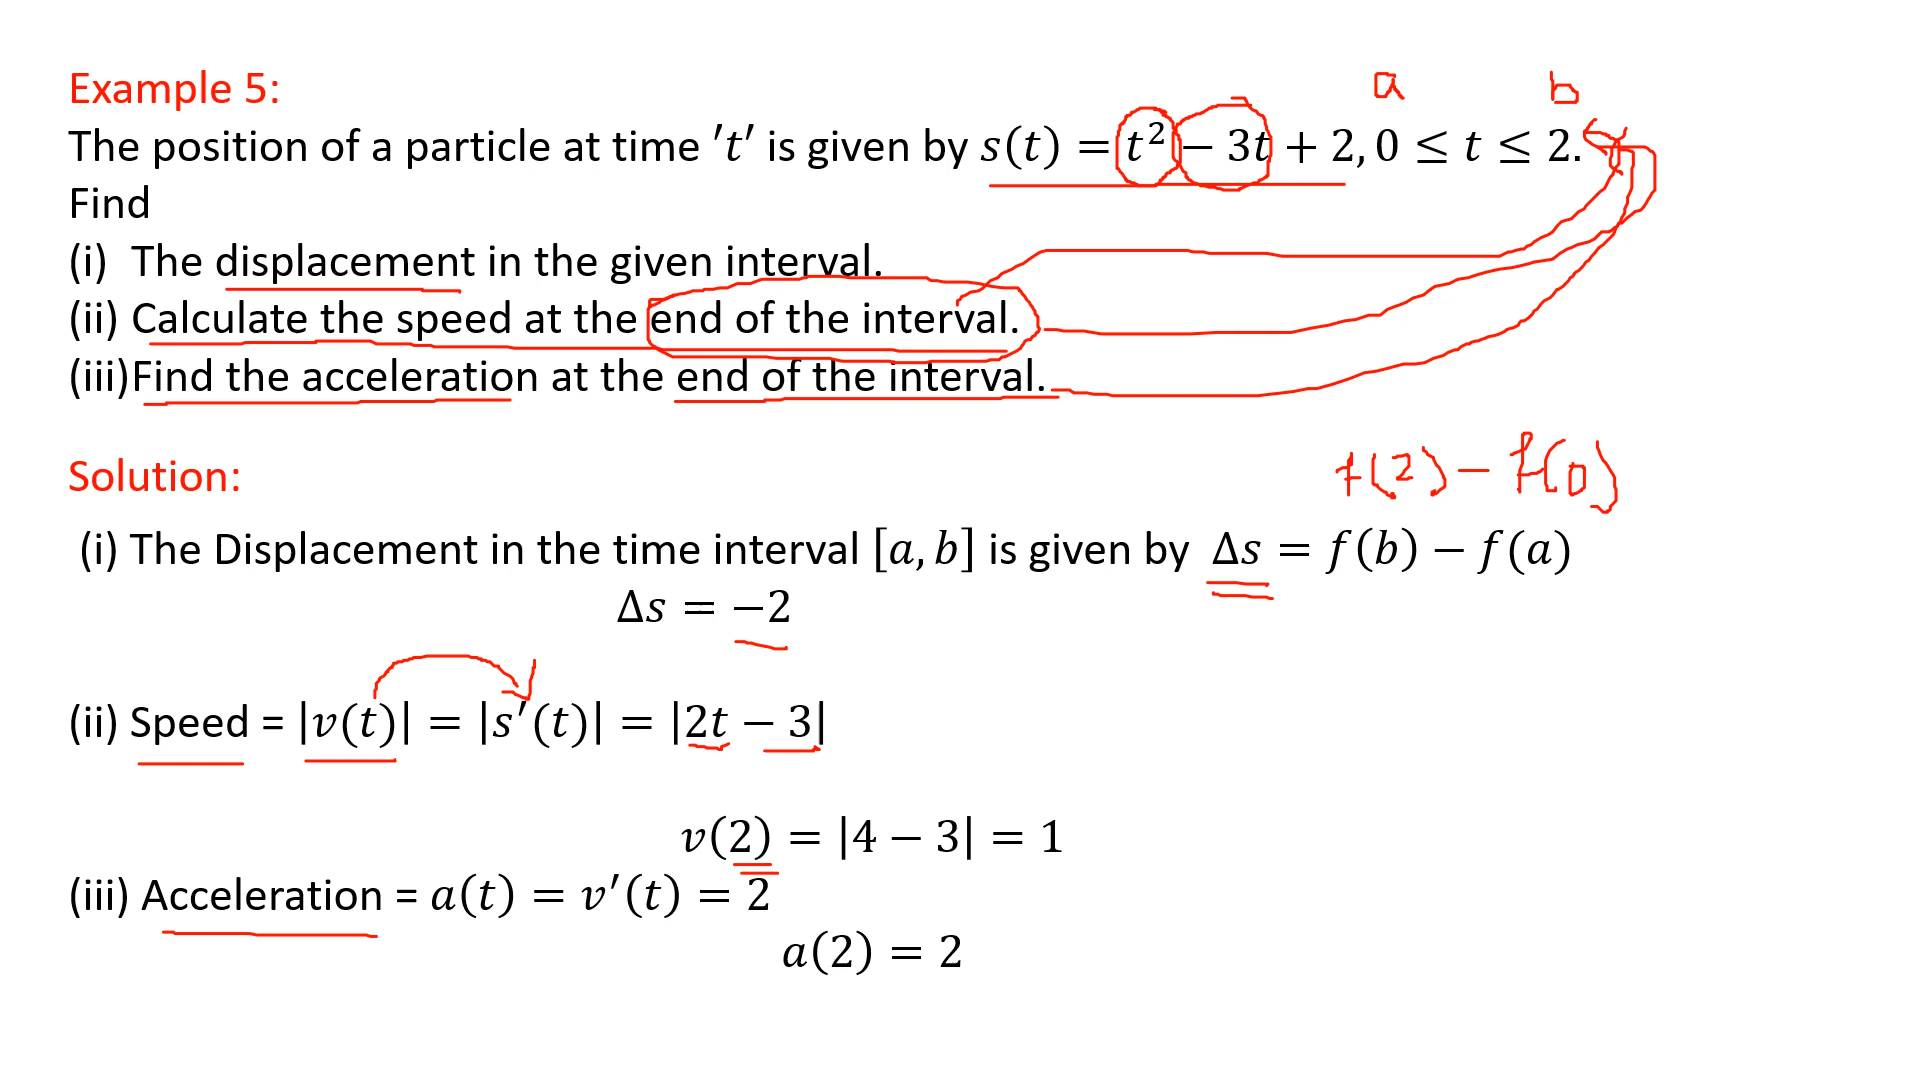 Example 5:
a b
The position of a particle at time ′t′ is given by s(t) = t² − 3t + 2, 0 ≤ t ≤ 2.
Find
(i) The displacement in the given interval.
(ii) Calculate the speed at the end of the interval.
(iii)Find the acceleration at the end of the interval.
Solution:
f(2) − f(0)
(i) The Displacement in the time interval [a, b] is given by Δs = f(b) − f(a)
Δs = −2
(ii) Speed = |v(t)| = |s′(t)| = |2t − 3|
v(2) = |4 − 3| = 1
(iii) Acceleration = a(t) = v′(t) = 2
a(2) = 2